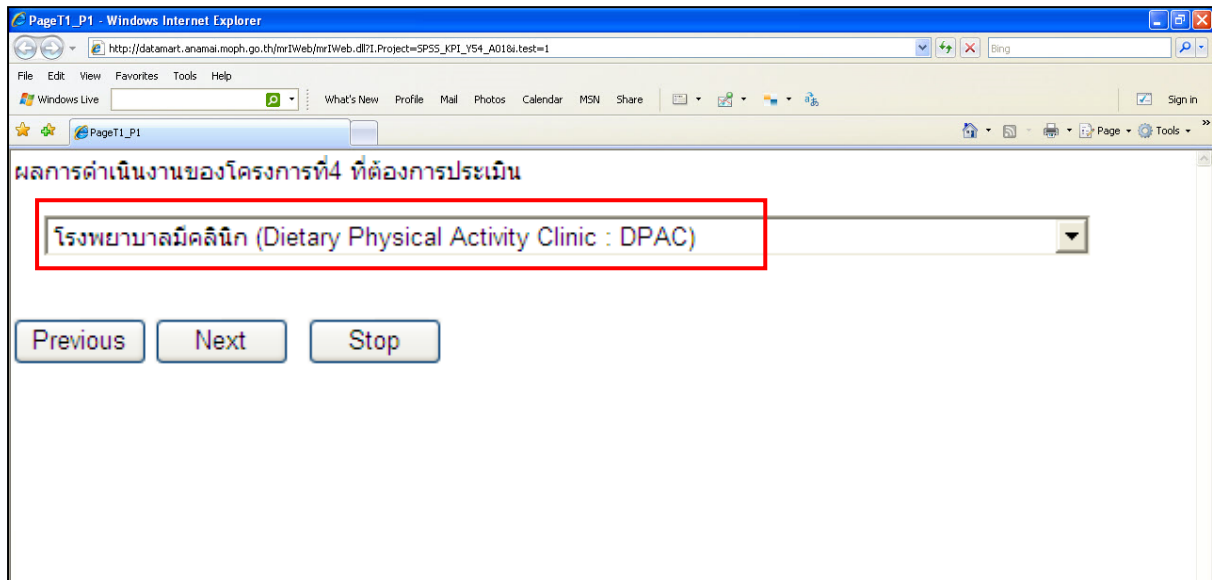 PageT1_P1 - Windows Internet Explorer
http://datamart.anamai.moph.go.th/mrIWeb/mrIWeb.dll?I.Project=SPSS_KPI_Y54_A018&i.test=1 Bing
File Edit View Favorites Tools Help
Windows Live What's New Profile Mail Photos Calendar MSN Share Sign in
PageT1_P1 Page Tools »
ผลการดำเนินงานของโครงการที่4 ที่ต้องการประเมิน
โรงพยาบาลมีคลินิก (Dietary Physical Activity Clinic : DPAC)
Previous Next Stop